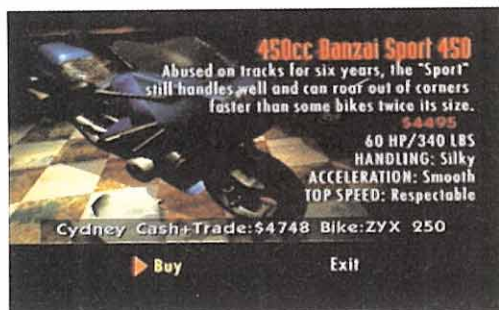 450cc Banzai Sport 450
Abused on tracks for six years, the "Sport"
still handles well and can roar out of corners
faster than some bikes twice its size.
$4495
60 HP/340 LBS
HANDLING: Silky
ACCELERATION: Smooth
TOP SPEED: Respectable
Cydney Cash+Trade:$4748 Bike:ZYX 250
Buy Exit